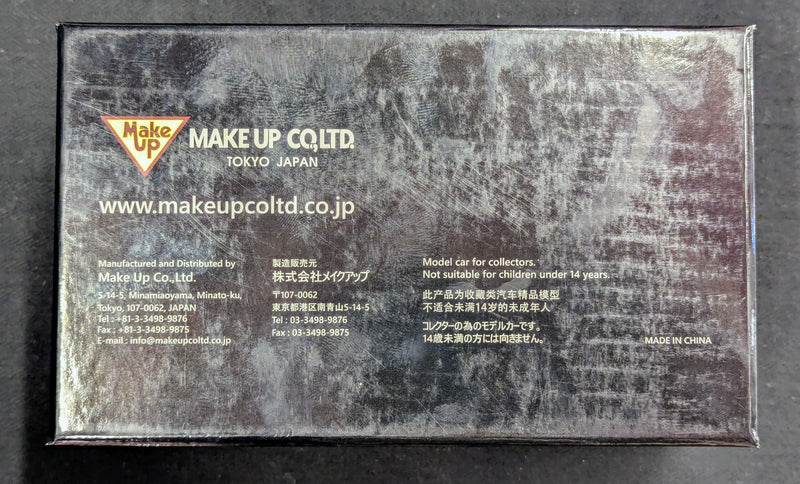 Make
Up
MAKE UP CO.,LTD.
TOKYO JAPAN
www.makeupcoltd.co.jp
Manufactured and Distributed by
Make Up Co.,Ltd.
5-14-5, Minamiaoyama, Minato-ku,
Tokyo, 107-0062, JAPAN
Tel : +81-3-3498-9876
Fax : +81-3-3498-9875
E-mail : info@makeupcoltd.co.jp
製造販売元
株式会社メイクアップ
〒107-0062
東京都港区南青山5-14-5
Tel : 03-3498-9876
Fax : 03-3498-9875
Model car for collectors.
Not suitable for children under 14 years.
此产品为收藏类汽车精品模型
不适合未满14岁的未成年人
コレクターの為のモデルカーです。
14歳未満の方には向きません。
MADE IN CHINA